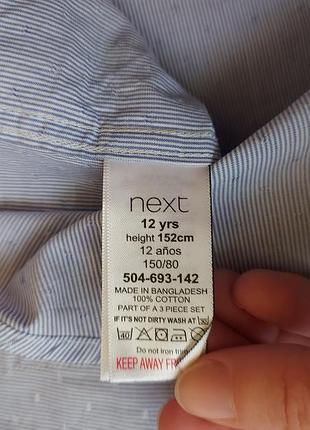 next
12 yrs
height 152cm
12 años
150/80
504-693-142
MADE IN BANGLADESH
100% COTTON
PART OF A 3 PIECE SET
IF IT'S NOT DIRTY WASH AT 30
40
Do not iron trim
KEEP AWAY